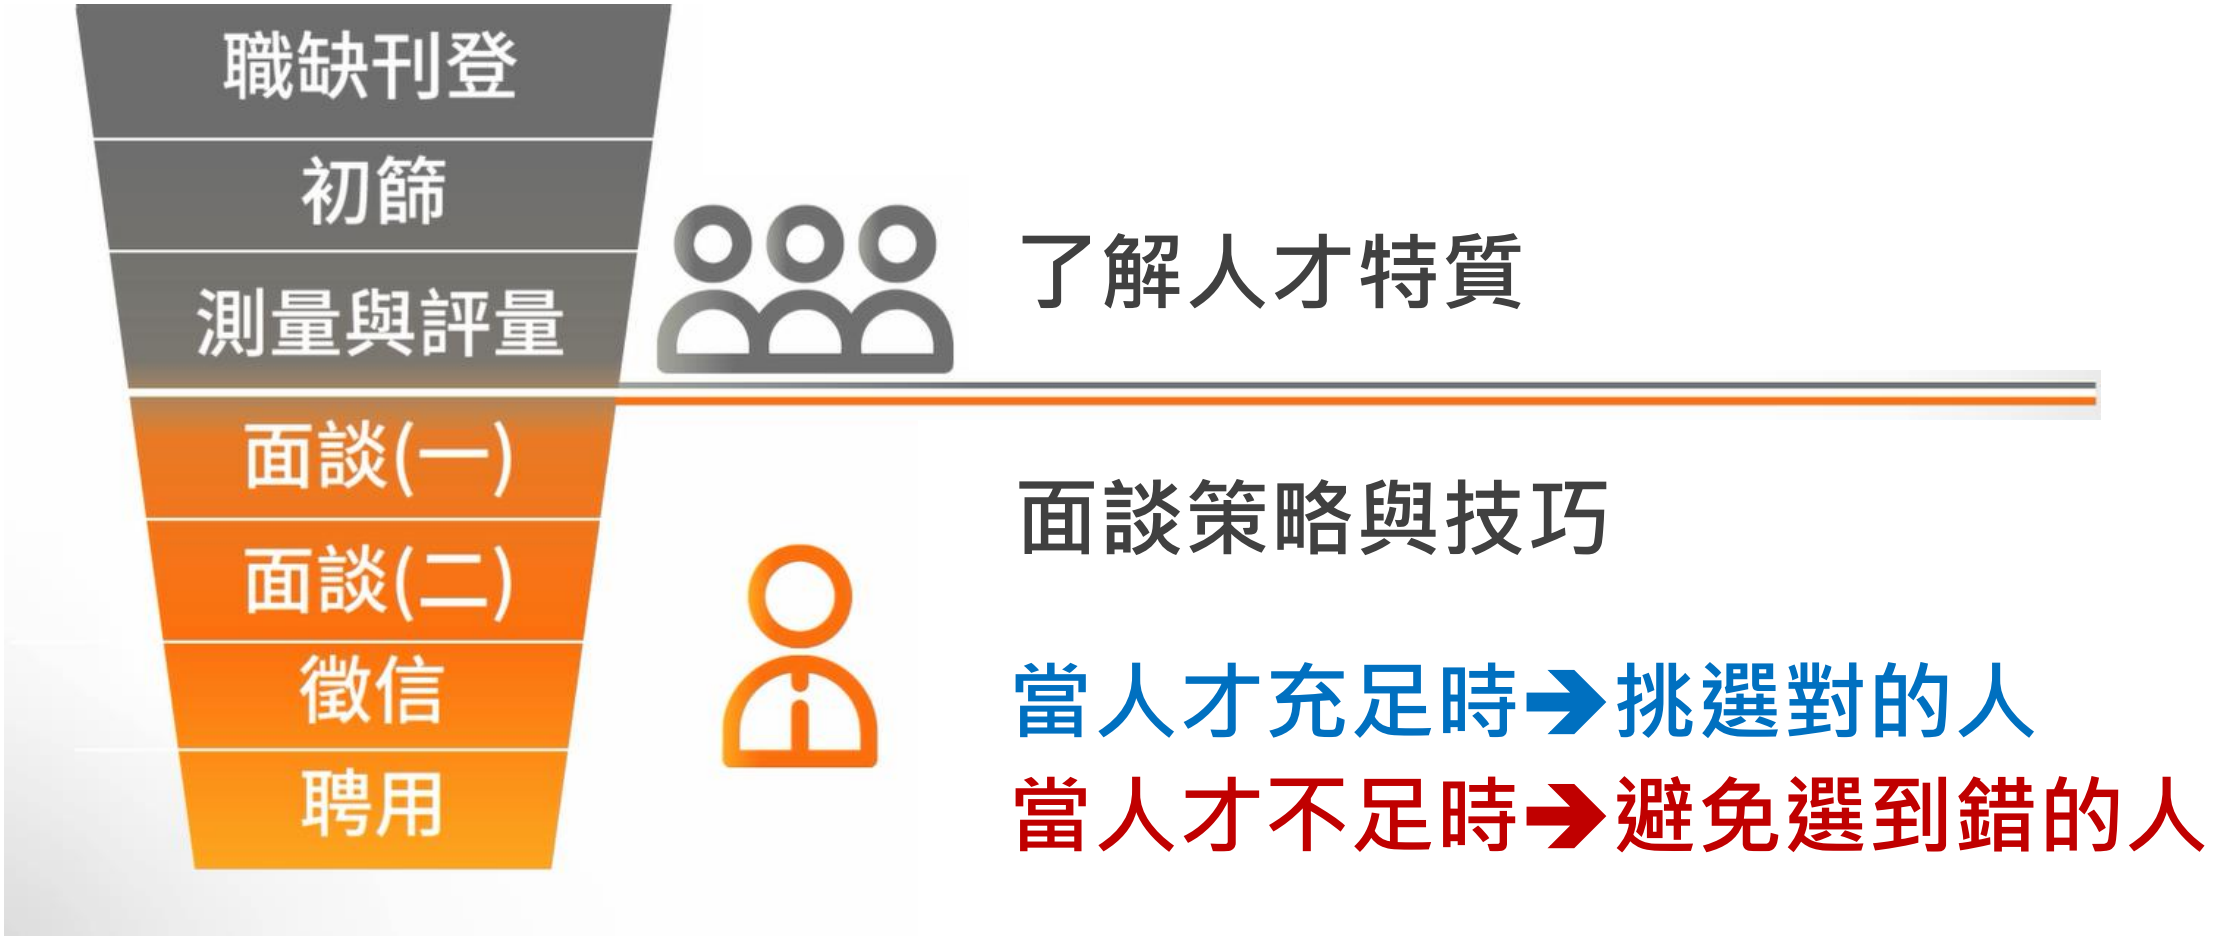 職缺刊登
初篩
測量與評量
了解人才特質
面談(一)
面談(二)
徵信
聘用
面談策略與技巧
當人才充足時➔挑選對的人
當人才不足時➔避免選到錯的人